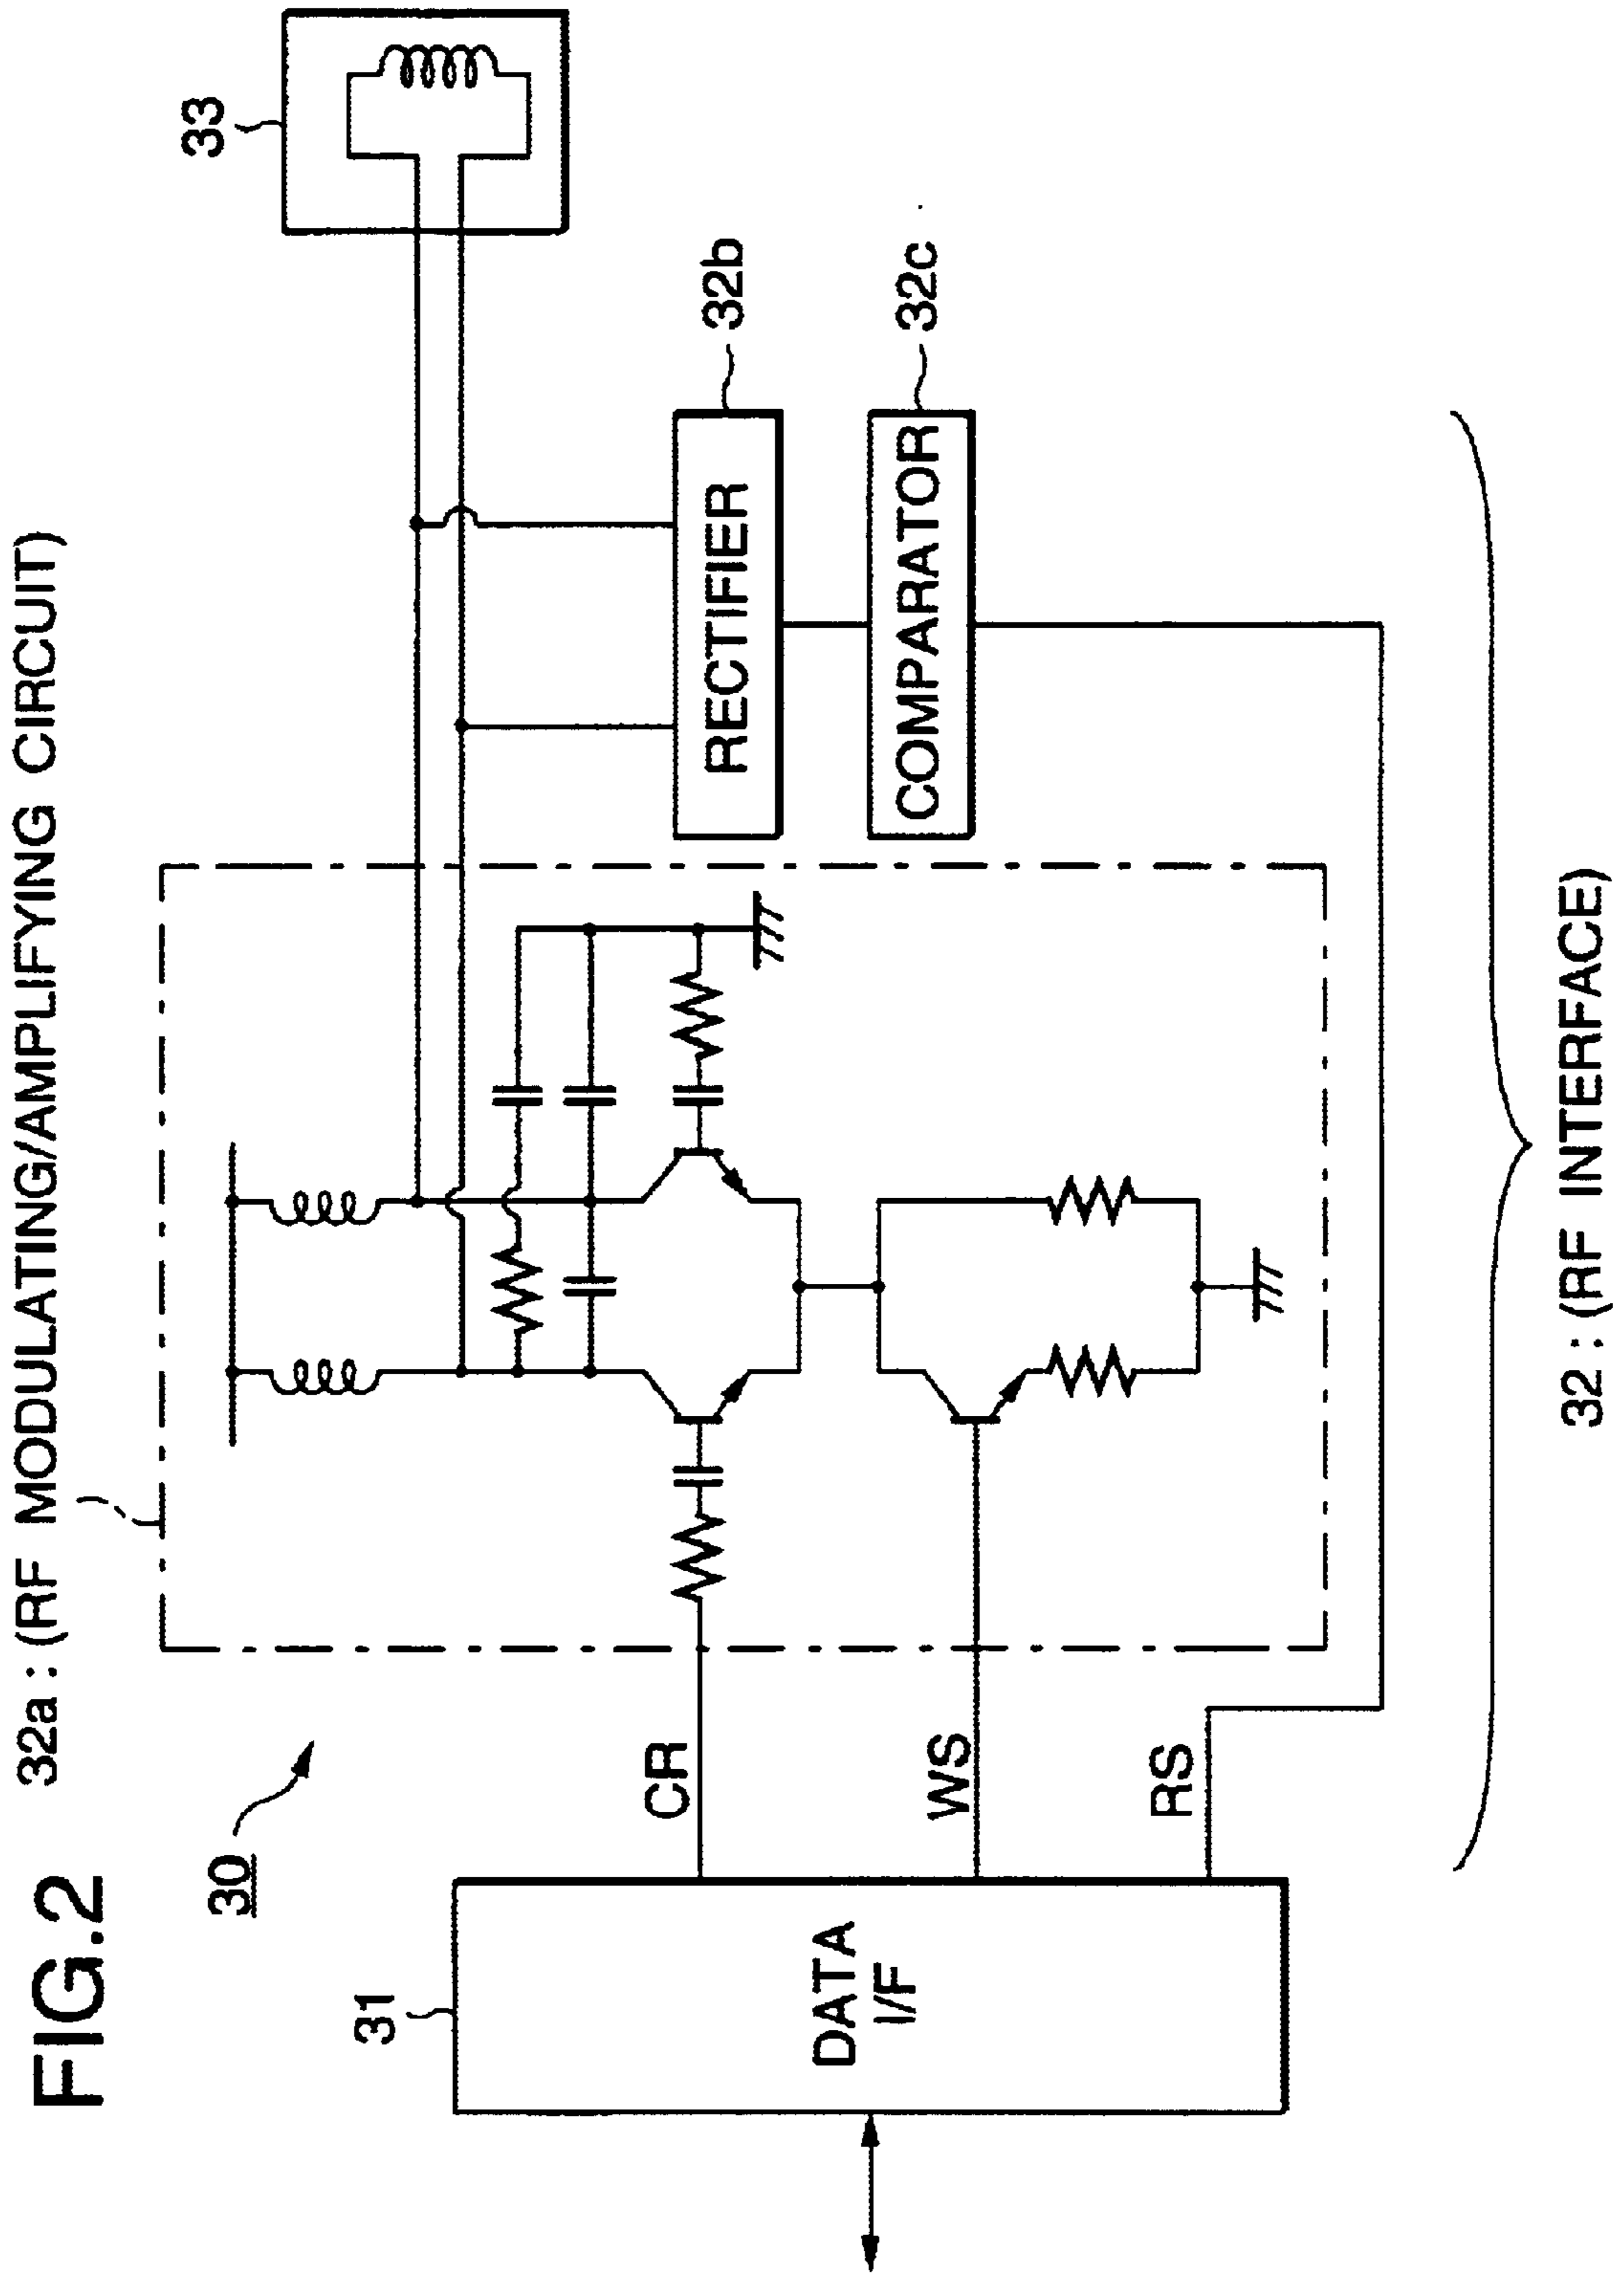 FIG.2
32a : (RF MODULATING/AMPLIFYING CIRCUIT)
30
33
31
DATA
I/F
CR
WS
RS
RECTIFIER
32b
COMPARATOR
32c
32 : (RF INTERFACE)